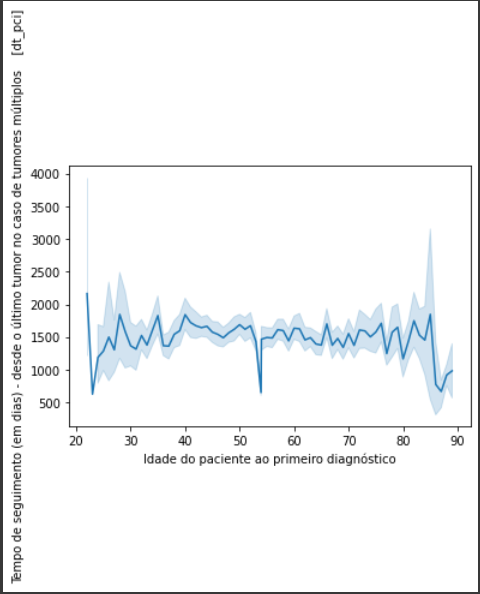 Tempo de seguimento (em dias) - desde o último tumor no caso de tumores múltiplos [dt_pci]
4000
3500
3000
2500
2000
1500
1000
500
20 30 40 50 60 70 80 90
Idade do paciente ao primeiro diagnóstico